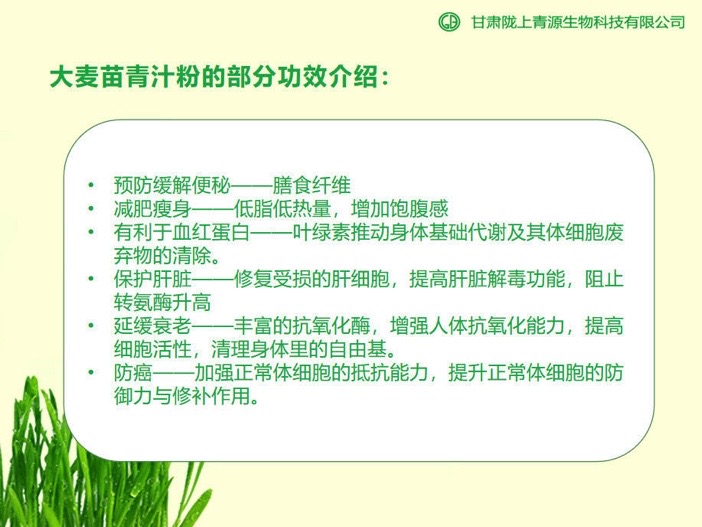 甘肃陇上青源生物科技有限公司
大麦苗青汁粉的部分功效介绍：
• 预防缓解便秘——膳食纤维
• 减肥瘦身——低脂低热量，增加饱腹感
• 有利于血红蛋白——叶绿素推动身体基础代谢及其体细胞废
弃物的清除。
• 保护肝脏——修复受损的肝细胞，提高肝脏解毒功能，阻止
转氨酶升高
• 延缓衰老——丰富的抗氧化酶，增强人体抗氧化能力，提高
细胞活性，清理身体里的自由基。
• 防癌——加强正常体细胞的抵抗能力，提升正常体细胞的防
御力与修补作用。